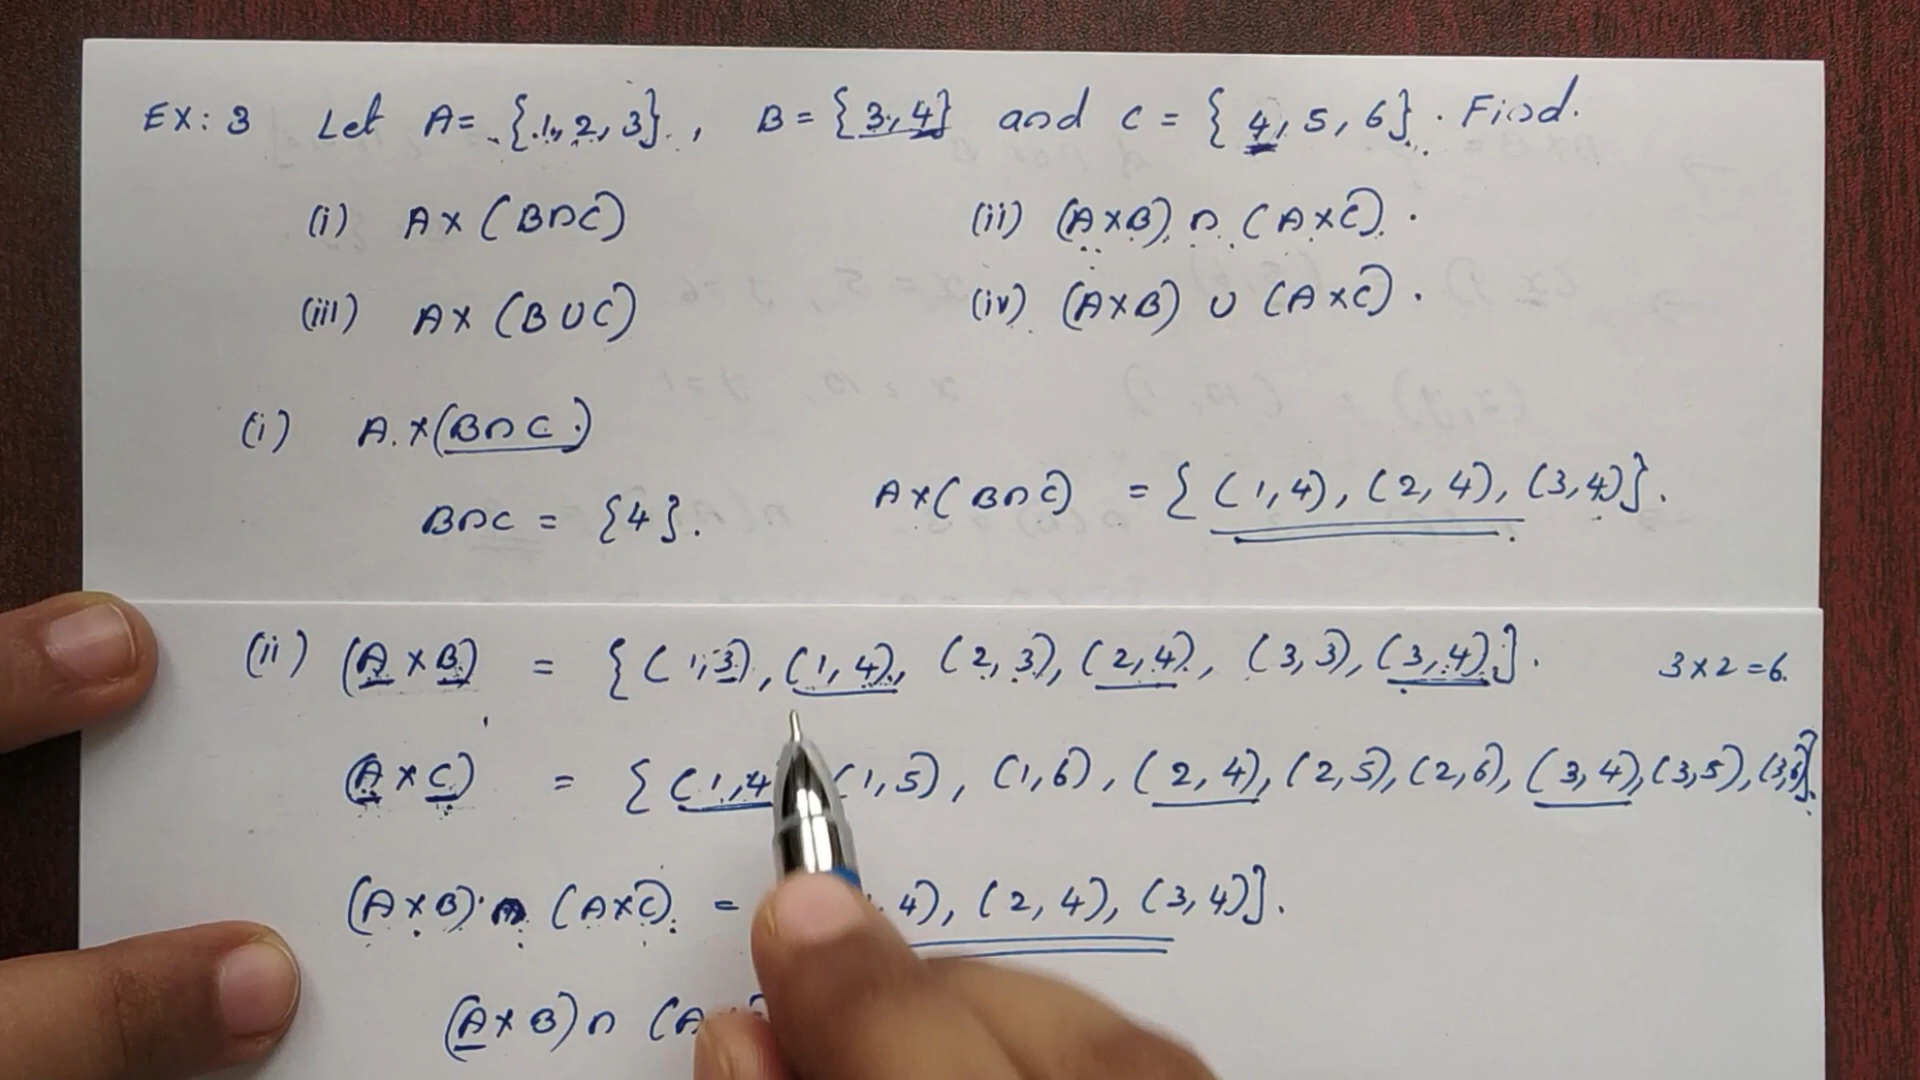 Ex: 3 Let A = {1, 2, 3}, B = {3, 4} and C = {4, 5, 6}. Find.
(i) A × (B∩C) (ii) (A×B) ∩ (A×C).
(iii) A × (B∪C) (iv) (A×B) ∪ (A×C).
(i) A × (B∩C)
B∩C = {4}. A×(B∩C) = {(1,4), (2,4), (3,4)}.
(ii) (A×B) = {(1,3), (1,4), (2,3), (2,4), (3,3), (3,4)}. 3×2=6.
(A×C) = {(1,4 (1,5), (1,6), (2,4), (2,5), (2,6), (3,4), (3,5), (3,6)}.
(A×B) ∩ (A×C) = 4), (2,4), (3,4)}.
(A×B) ∩ (A